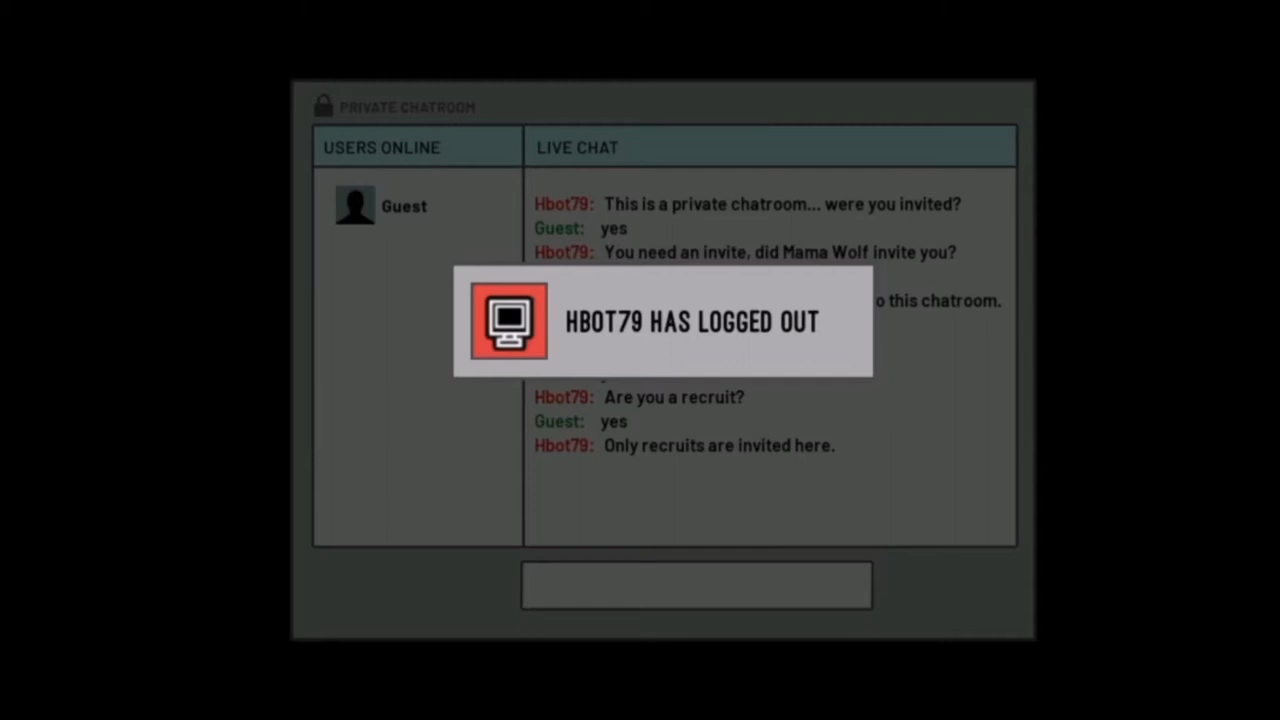 PRIVATE CHATROOM
USERS ONLINE
LIVE CHAT
Guest
Hbot79: This is a private chatroom... were you invited?
Guest: yes
Hbot79: You need an invite, did Mama Wolf invite you?
this chatroom.
HBOT79 HAS LOGGED OUT
Hbot79: Are you a recruit?
Guest: yes
Hbot79: Only recruits are invited here.